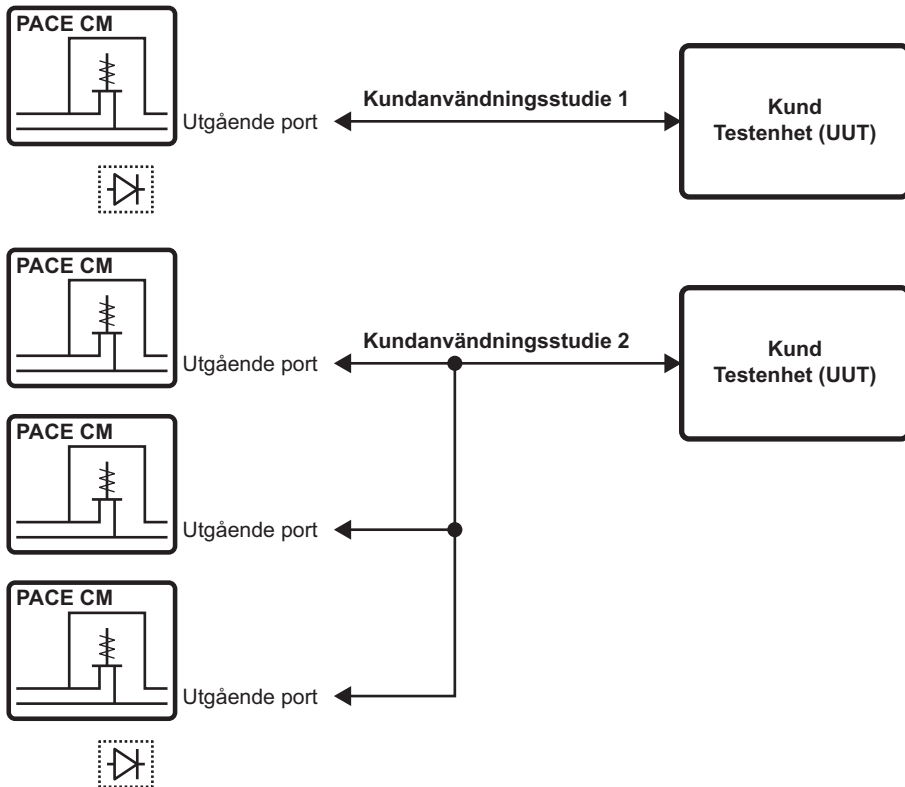 PACE CM
Utgående port
Kundanvändningsstudie 1
Kund
Testenhet (UUT)
PACE CM
Utgående port
Kundanvändningsstudie 2
Kund
Testenhet (UUT)
PACE CM
Utgående port
PACE CM
Utgående port